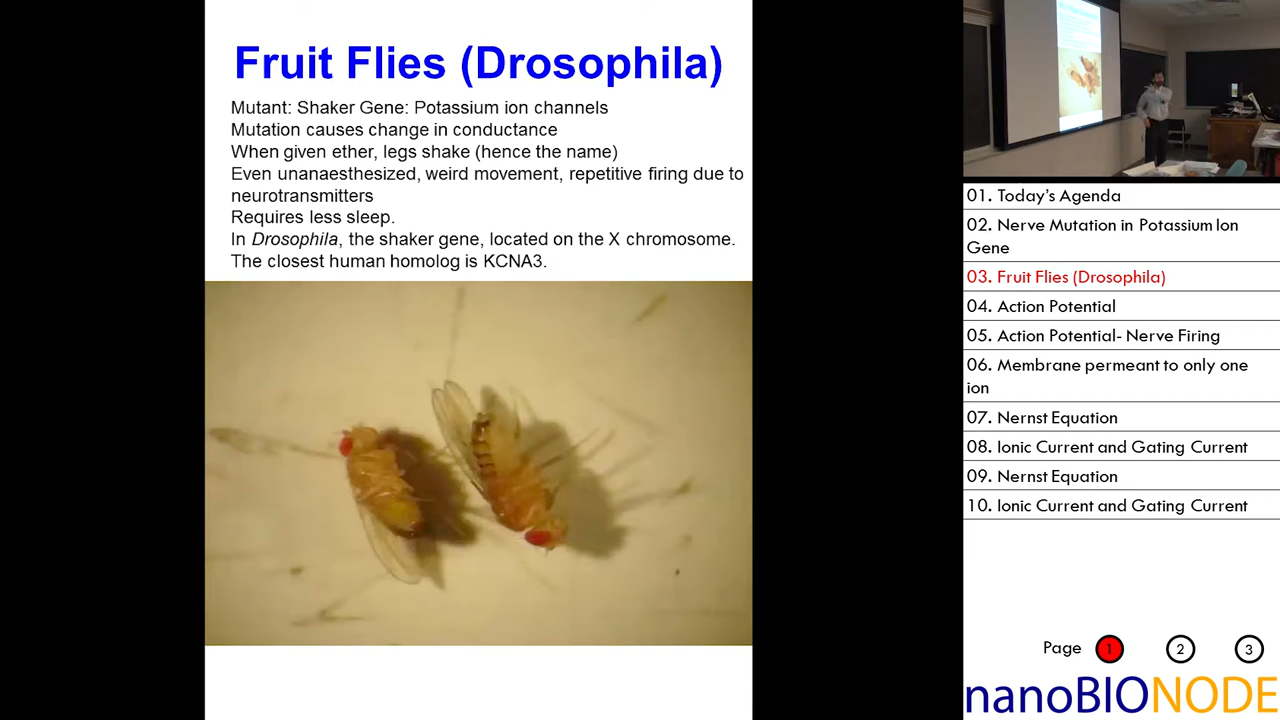 Fruit Flies (Drosophila)
Mutant: Shaker Gene: Potassium ion channels
Mutation causes change in conductance
When given ether, legs shake (hence the name)
Even unanaesthesized, weird movement, repetitive firing due to
neurotransmitters
Requires less sleep.
In Drosophila, the shaker gene, located on the X chromosome.
The closest human homolog is KCNA3.
01. Today's Agenda
02. Nerve Mutation in Potassium Ion
Gene
03. Fruit Flies (Drosophila)
04. Action Potential
05. Action Potential- Nerve Firing
06. Membrane permeant to only one
ion
07. Nernst Equation
08. Ionic Current and Gating Current
09. Nernst Equation
10. Ionic Current and Gating Current
Page 1 2 3
nanoBIONODE